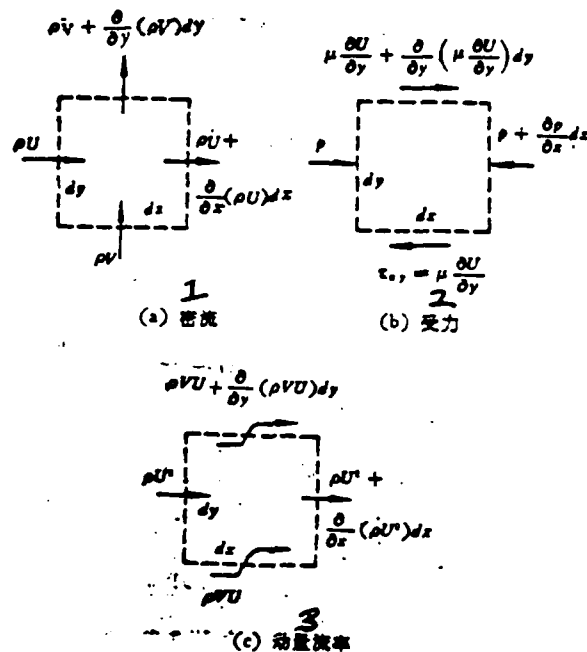 ρV + ∂/∂y (ρV)dy
ρU
ρU +
∂/∂x (ρU)dx
dy
dx
ρV
1
(a) 密流
μ ∂U/∂y + ∂/∂y (μ ∂U/∂y) dy
p
p + ∂p/∂x dx
dy
dx
τxy = μ ∂U/∂y
2
(b) 受力
ρVU + ∂/∂y (ρVU)dy
ρU²
ρU² +
∂/∂x (ρU²)dx
dy
dx
ρVU
3
(c) 动量流率